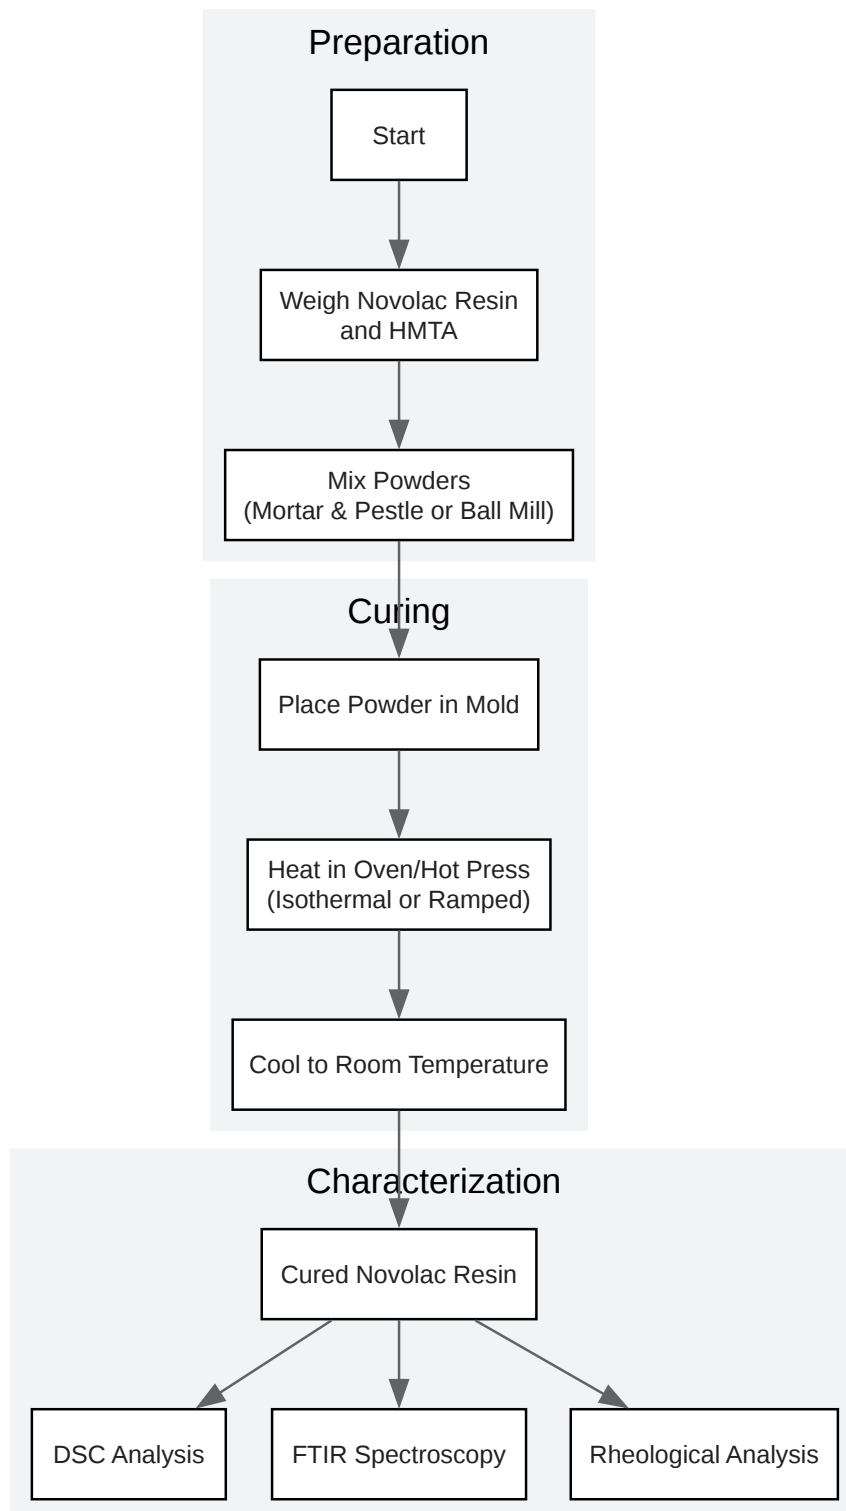 Preparation
Start
Weigh Novolac Resin
and HMTA
Mix Powders
(Mortar & Pestle or Ball Mill)
Curing
Place Powder in Mold
Heat in Oven/Hot Press
(Isothermal or Ramped)
Cool to Room Temperature
Characterization
Cured Novolac Resin
DSC Analysis
FTIR Spectroscopy
Rheological Analysis